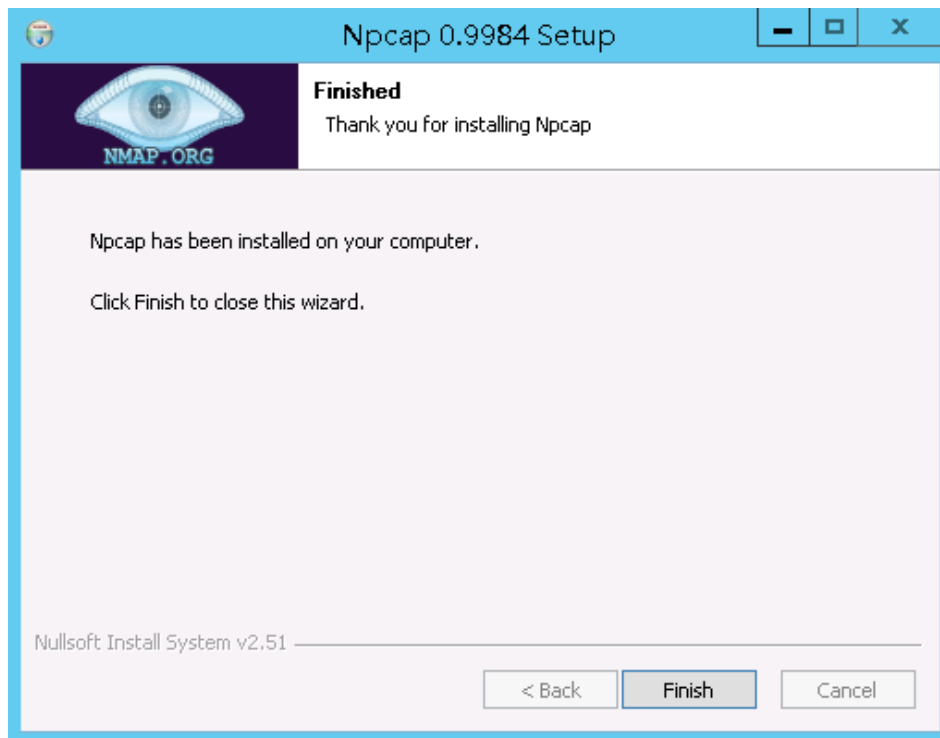 Npcap 0.9984 Setup
NMAP.ORG
Finished
Thank you for installing Npcap
Npcap has been installed on your computer.
Click Finish to close this wizard.
Nullsoft Install System v2.51
< Back
Finish
Cancel